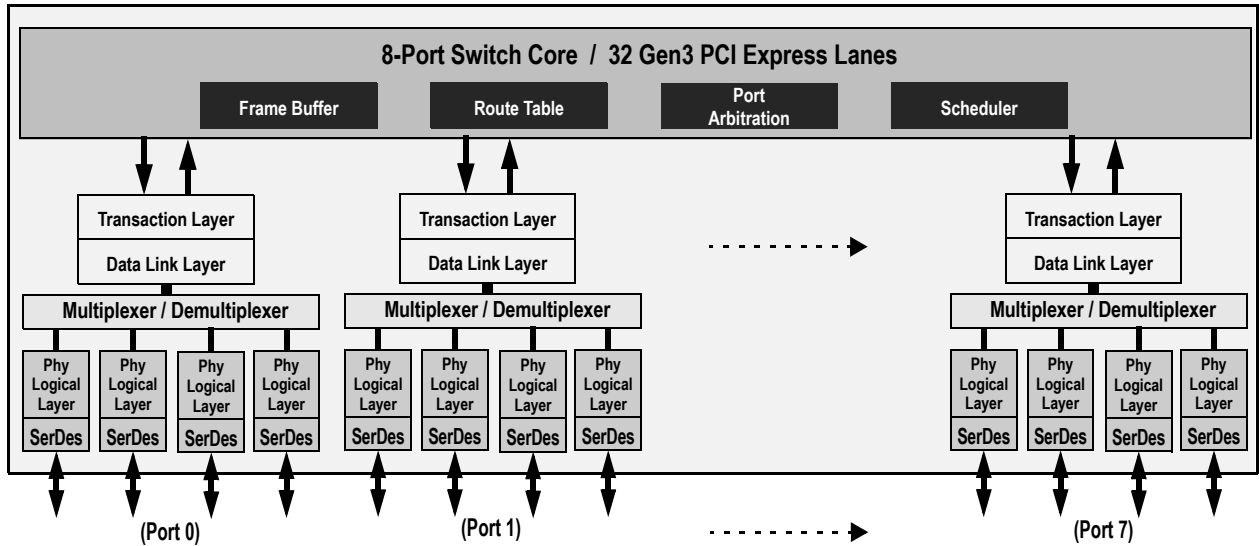 8-Port Switch Core / 32 Gen3 PCI Express Lanes
Frame Buffer
Route Table
Port
Arbitration
Scheduler
Transaction Layer
Data Link Layer
Multiplexer / Demultiplexer
Phy
Logical
Layer
SerDes
Phy
Logical
Layer
SerDes
Phy
Logical
Layer
SerDes
Phy
Logical
Layer
SerDes
(Port 0)
Transaction Layer
Data Link Layer
Multiplexer / Demultiplexer
Phy
Logical
Layer
SerDes
Phy
Logical
Layer
SerDes
Phy
Logical
Layer
SerDes
Phy
Logical
Layer
SerDes
(Port 1)
Transaction Layer
Data Link Layer
Multiplexer / Demultiplexer
Phy
Logical
Layer
SerDes
Phy
Logical
Layer
SerDes
Phy
Logical
Layer
SerDes
Phy
Logical
Layer
SerDes
(Port 7)